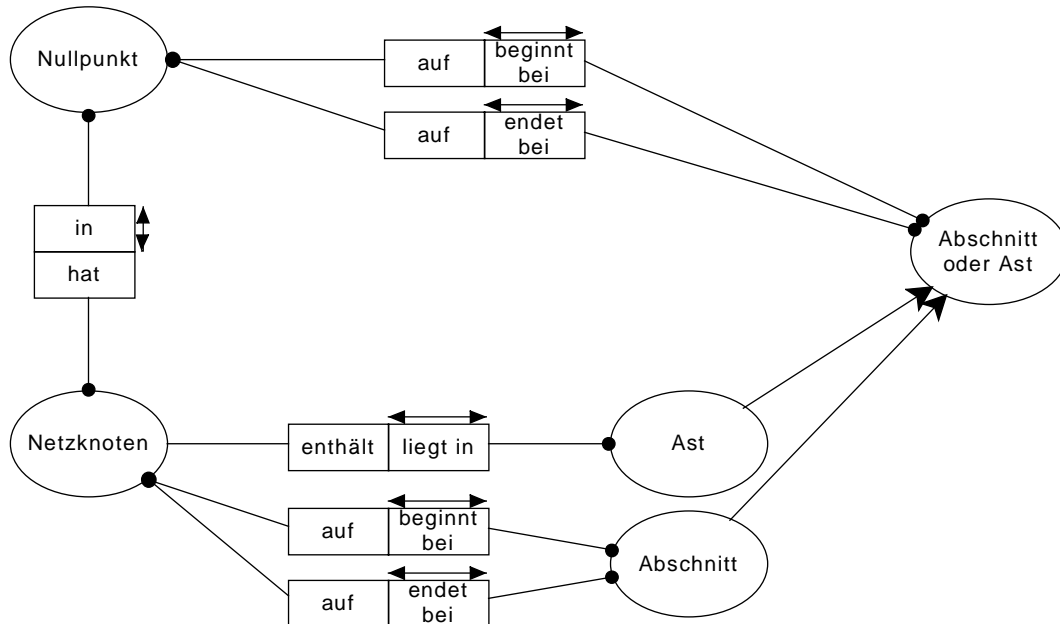 Nullpunkt
auf
beginnt
bei
auf
endet
bei
in
hat
Abschnitt
oder Ast
Netzknoten
enthält
liegt in
Ast
auf
beginnt
bei
Abschnitt
auf
endet
bei